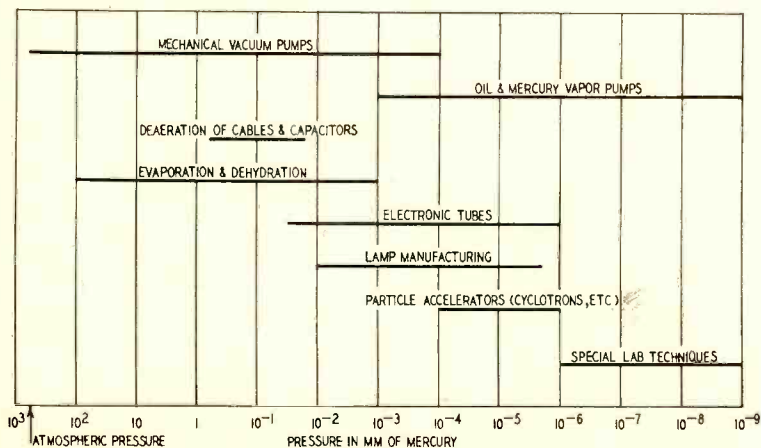 MECHANICAL VACUUM PUMPS
OIL & MERCURY VAPOR PUMPS
DEAERATION OF CABLES & CAPACITORS
EVAPORATION & DEHYDRATION
ELECTRONIC TUBES
LAMP MANUFACTURING
PARTICLE ACCELERATORS (CYCLOTRONS, ETC)
SPECIAL LAB TECHNIQUES
10³ 10² 10 1 10⁻¹ 10⁻² 10⁻³ 10⁻⁴ 10⁻⁵ 10⁻⁶ 10⁻⁷ 10⁻⁸ 10⁻⁹
ATMOSPHERIC PRESSURE PRESSURE IN MM OF MERCURY